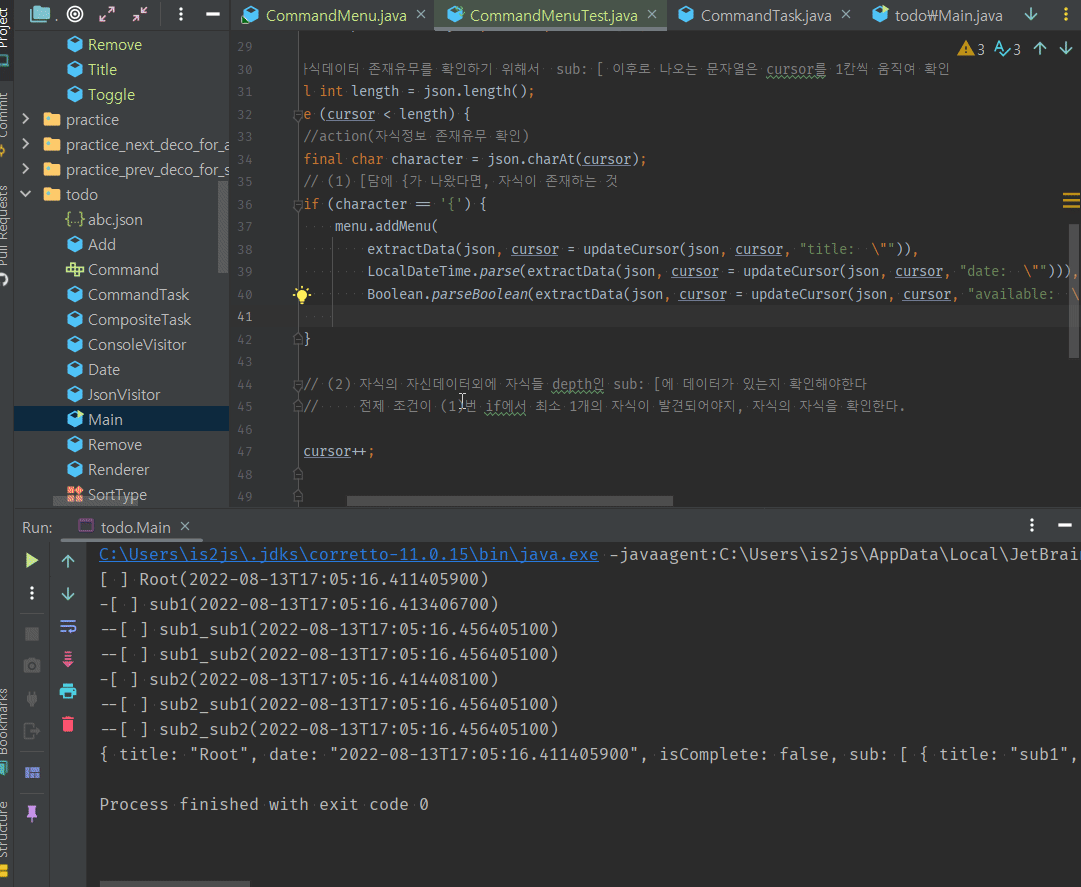 CommandMenu.java
CommandMenuTest.java
CommandTask.java
todo₩Main.java
Project
Commit
Pull Requests
Bookmarks
Structure
Remove
Title
Toggle
practice
practice_next_deco_for_a
practice_prev_deco_for_s
todo
abc.json
Add
Command
CommandTask
CompositeTask
ConsoleVisitor
Date
JsonVisitor
Main
Remove
Renderer
SortType
3 3
29
30 식데이터 존재유무를 확인하기 위해서 sub: [ 이후로 나오는 문자열은 cursor를 1칸씩 움직여 확인
31 l int length = json.length();
32 e (cursor < length) {
33 //action(자식정보 존재유무 확인)
34 final char character = json.charAt(cursor);
35 // (1) [담에 {가 나왔다면, 자식이 존재하는 것
36 if (character == '{') {
37 menu.addMenu(
38 extractData(json, cursor = updateCursor(json, cursor, "title: \"")),
39 LocalDateTime.parse(extractData(json, cursor = updateCursor(json, cursor, "date: \""))),
40 Boolean.parseBoolean(extractData(json, cursor = updateCursor(json, cursor, "available: \
41
42 }
43
44 // (2) 자식의 자신데이터외에 자식들 depth인 sub: [에 데이터가 있는지 확인해야한다
45 // 전제 조건이 (1)번 if에서 최소 1개의 자식이 발견되어야지, 자식의 자식을 확인한다.
46
47 cursor++;
48
49
Run: todo.Main
C:\Users\is2js\.jdks\corretto-11.0.15\bin\java.exe -javaagent:C:\Users\is2js\AppData\Local\JetBrai
[ ] Root(2022-08-13T17:05:16.411405900)
-[ ] sub1(2022-08-13T17:05:16.413406700)
--[ ] sub1_sub1(2022-08-13T17:05:16.456405100)
--[ ] sub1_sub2(2022-08-13T17:05:16.456405100)
-[ ] sub2(2022-08-13T17:05:16.414408100)
--[ ] sub2_sub1(2022-08-13T17:05:16.456405100)
--[ ] sub2_sub2(2022-08-13T17:05:16.456405100)
{ title: "Root", date: "2022-08-13T17:05:16.411405900", isComplete: false, sub: [ { title: "sub1",
Process finished with exit code 0